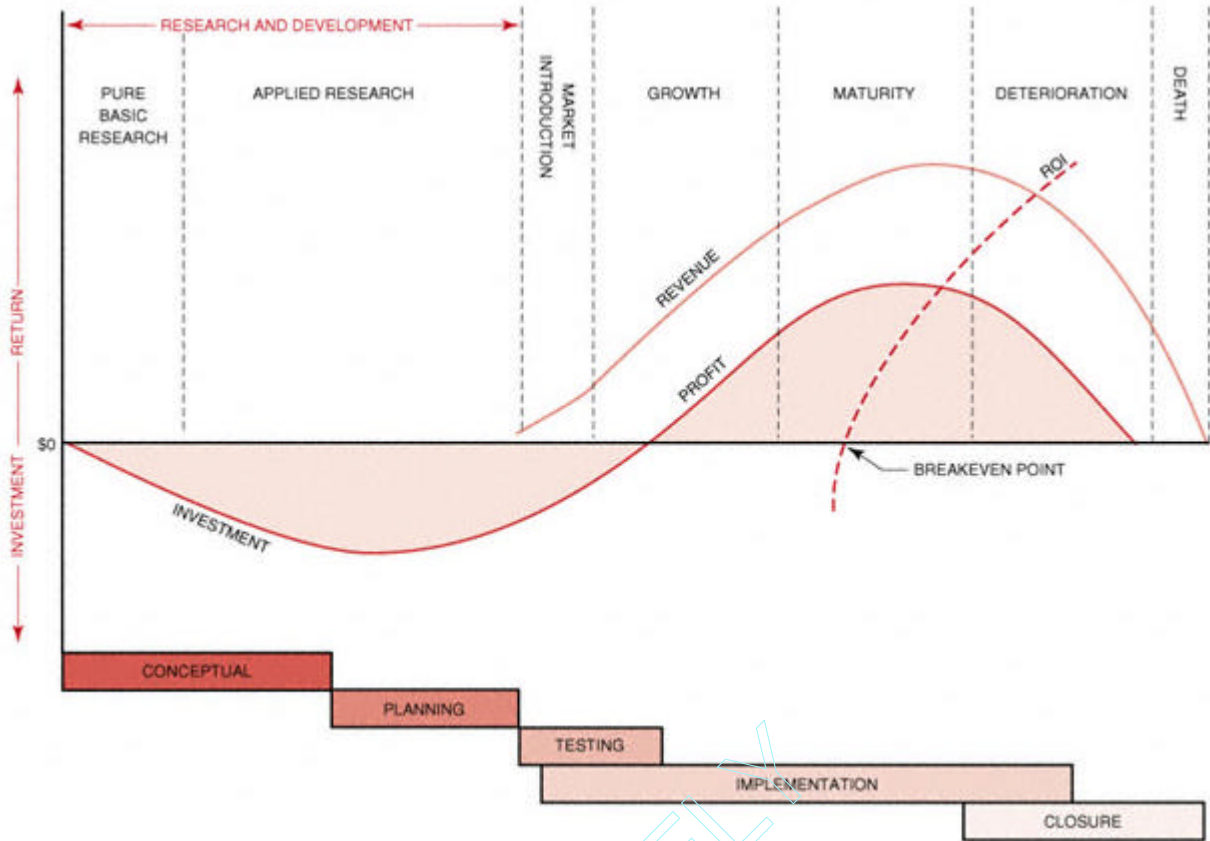 RESEARCH AND DEVELOPMENT
PURE
BASIC
RESEARCH
APPLIED RESEARCH
MARKET
INTRODUCTION
GROWTH
MATURITY
DETERIORATION
DEATH
RETURN
INVESTMENT
$0
REVENUE
PROFIT
ROI
INVESTMENT
BREAKEVEN POINT
CONCEPTUAL
PLANNING
TESTING
IMPLEMENTATION
CLOSURE